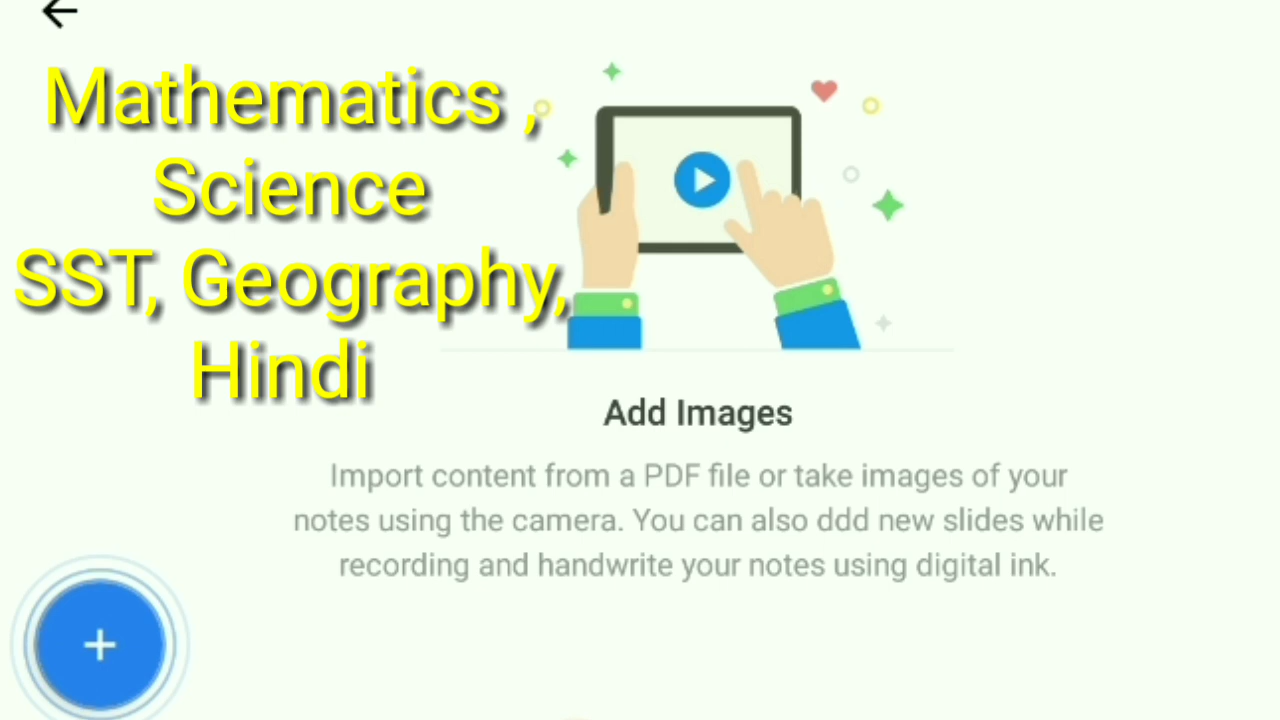 Mathematics ,
Science
SST, Geography,
Hindi
Add Images
Import content from a PDF file or take images of your
notes using the camera. You can also ddd new slides while
recording and handwrite your notes using digital ink.